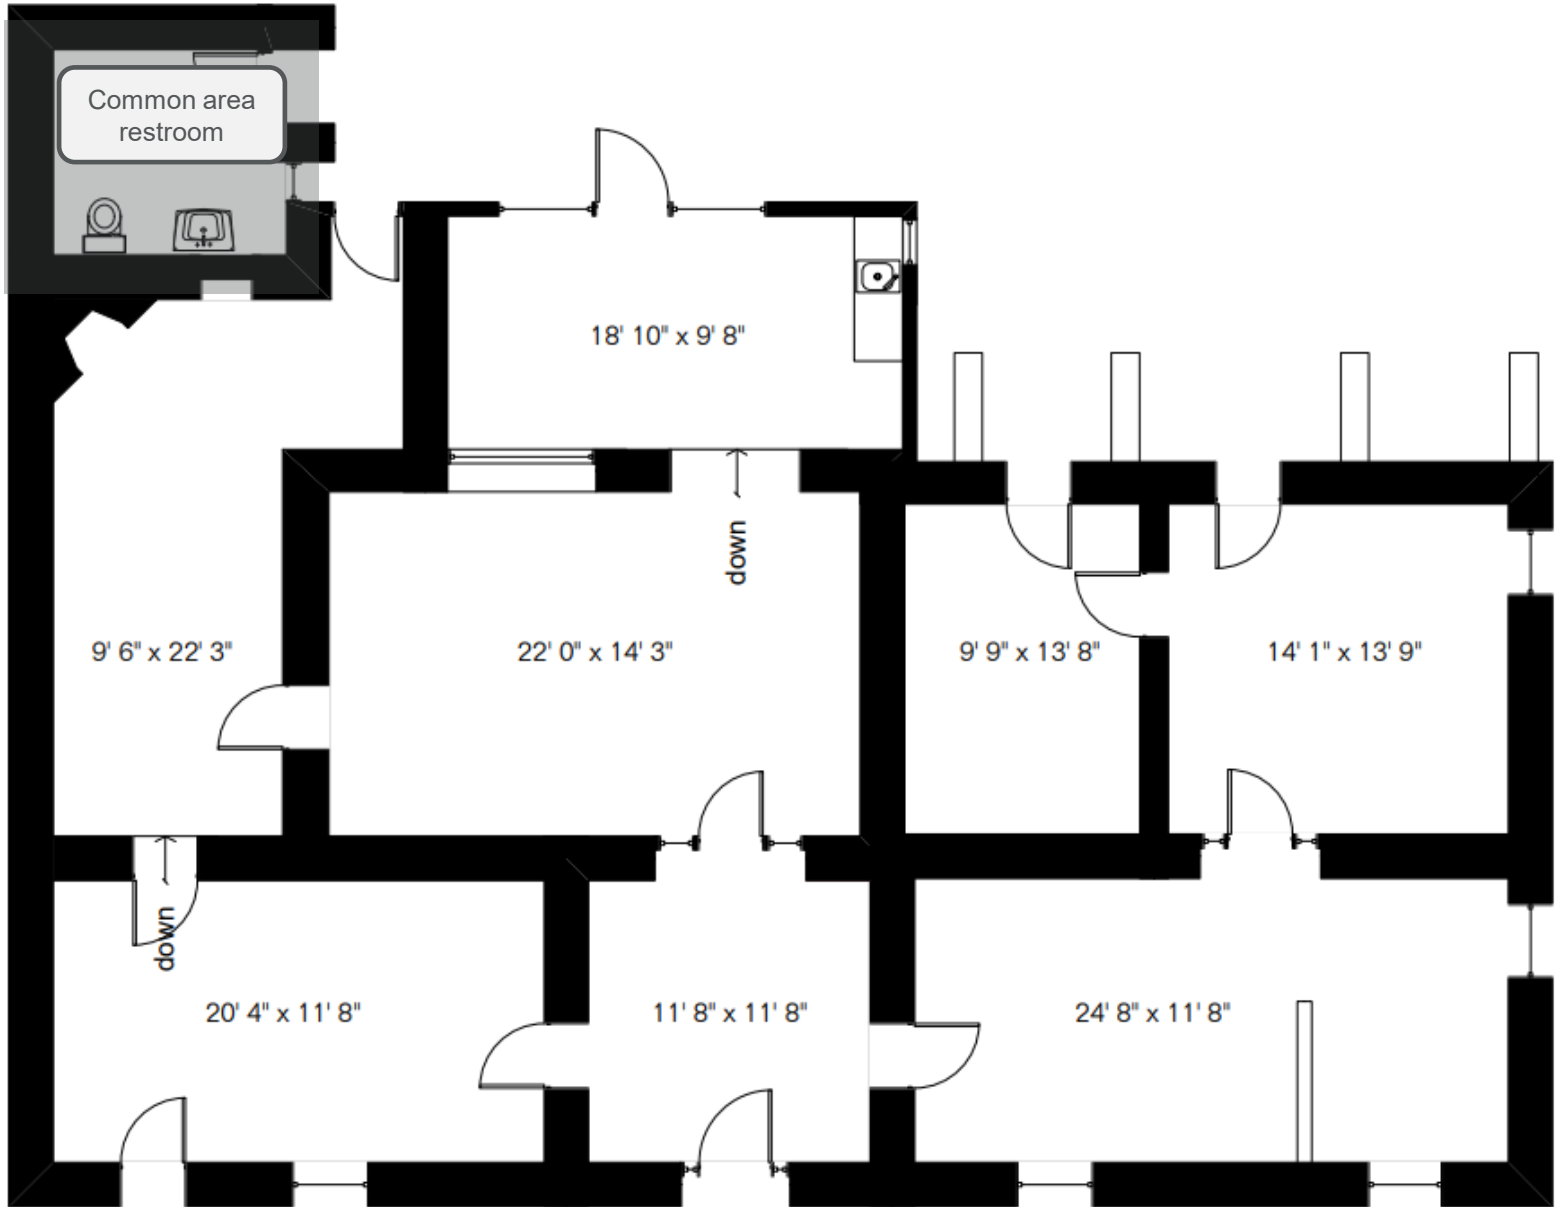 Common area
restroom
18' 10" x 9' 8"
down
9' 6" x 22' 3"
22' 0" x 14' 3"
9' 9" x 13' 8"
14' 1" x 13' 9"
down
20' 4" x 11' 8"
11' 8" x 11' 8"
24' 8" x 11' 8"